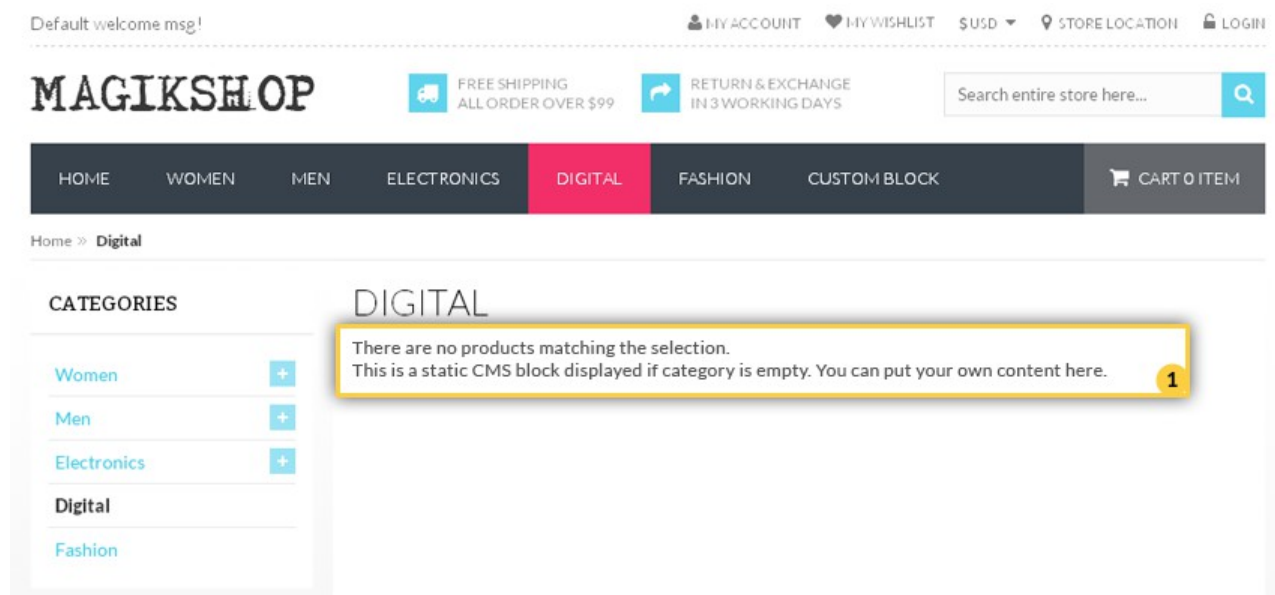 Default welcome msg!
MY ACCOUNT
MY WISHLIST
$ USD
STORE LOCATION
LOGIN
MAGIKSHOP
FREE SHIPPING
ALL ORDER OVER $99
RETURN & EXCHANGE
IN 3 WORKING DAYS
Search entire store here...
HOME
WOMEN
MEN
ELECTRONICS
DIGITAL
FASHION
CUSTOM BLOCK
CART 0 ITEM
Home » Digital
CATEGORIES
Women
Men
Electronics
Digital
Fashion
DIGITAL
There are no products matching the selection.
This is a static CMS block displayed if category is empty. You can put your own content here.
1